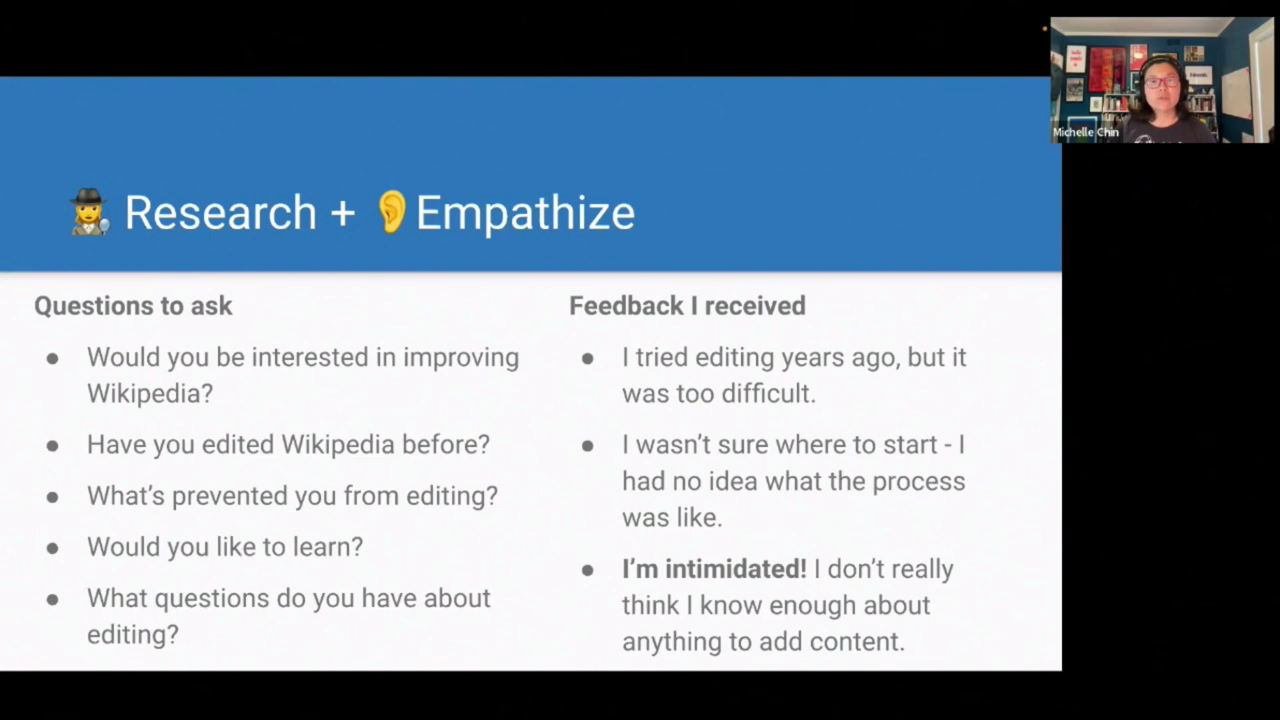 Michelle Chin
🕵️‍♀️ Research + 👂Empathize
Questions to ask
● Would you be interested in improving
Wikipedia?
● Have you edited Wikipedia before?
● What's prevented you from editing?
● Would you like to learn?
● What questions do you have about
editing?
Feedback I received
● I tried editing years ago, but it
was too difficult.
● I wasn't sure where to start - I
had no idea what the process
was like.
● I'm intimidated! I don't really
think I know enough about
anything to add content.